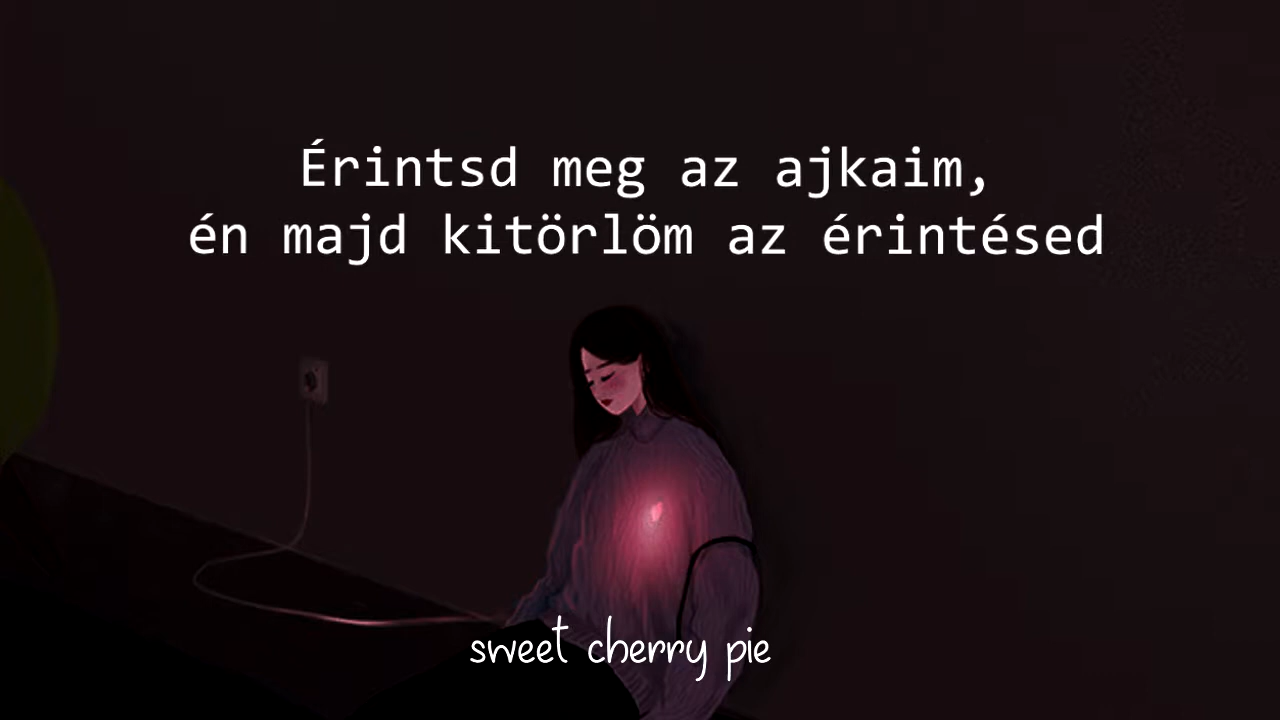 Érintsd meg az ajkaim,
én majd kitörlöm az érintésed
sweet cherry pie